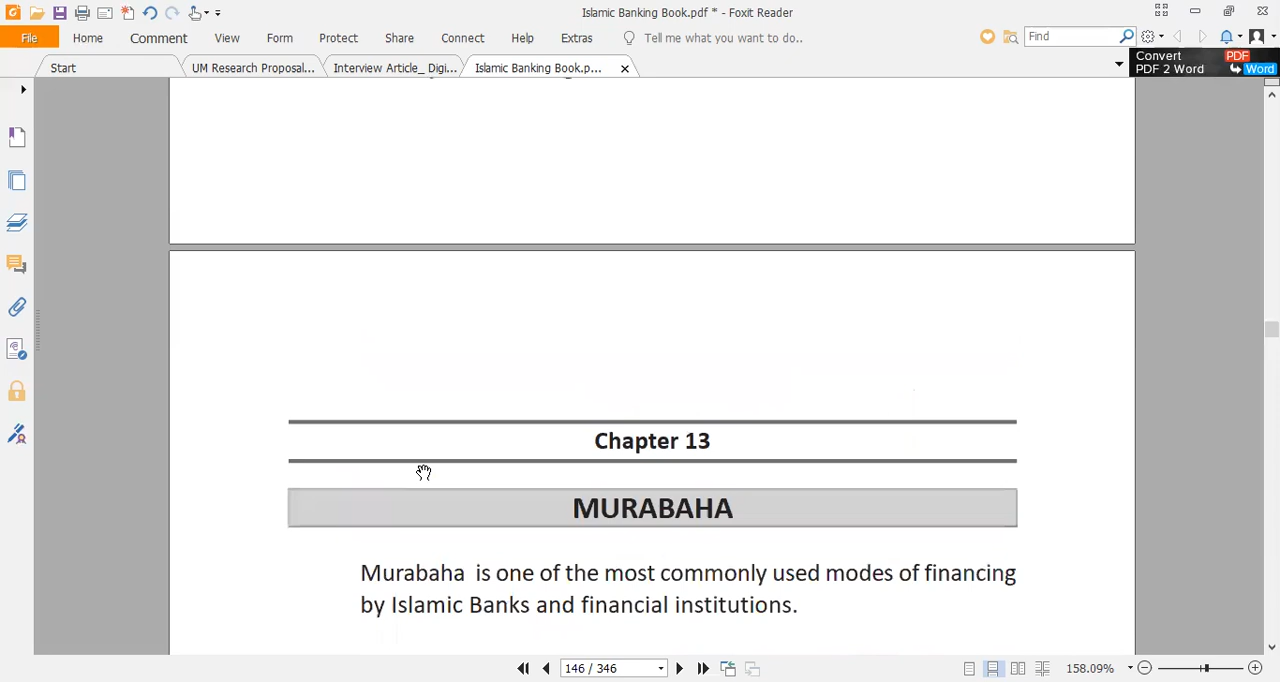 Islamic Banking Book.pdf * - Foxit Reader
File Home Comment View Form Protect Share Connect Help Extras Tell me what you want to do.. Find
Start UM Research Proposal... Interview Article_ Digi... Islamic Banking Book.p...
Convert PDF
PDF 2 Word Word
Chapter 13
MURABAHA
Murabaha is one of the most commonly used modes of financing
by Islamic Banks and financial institutions.
146 / 346 158.09%